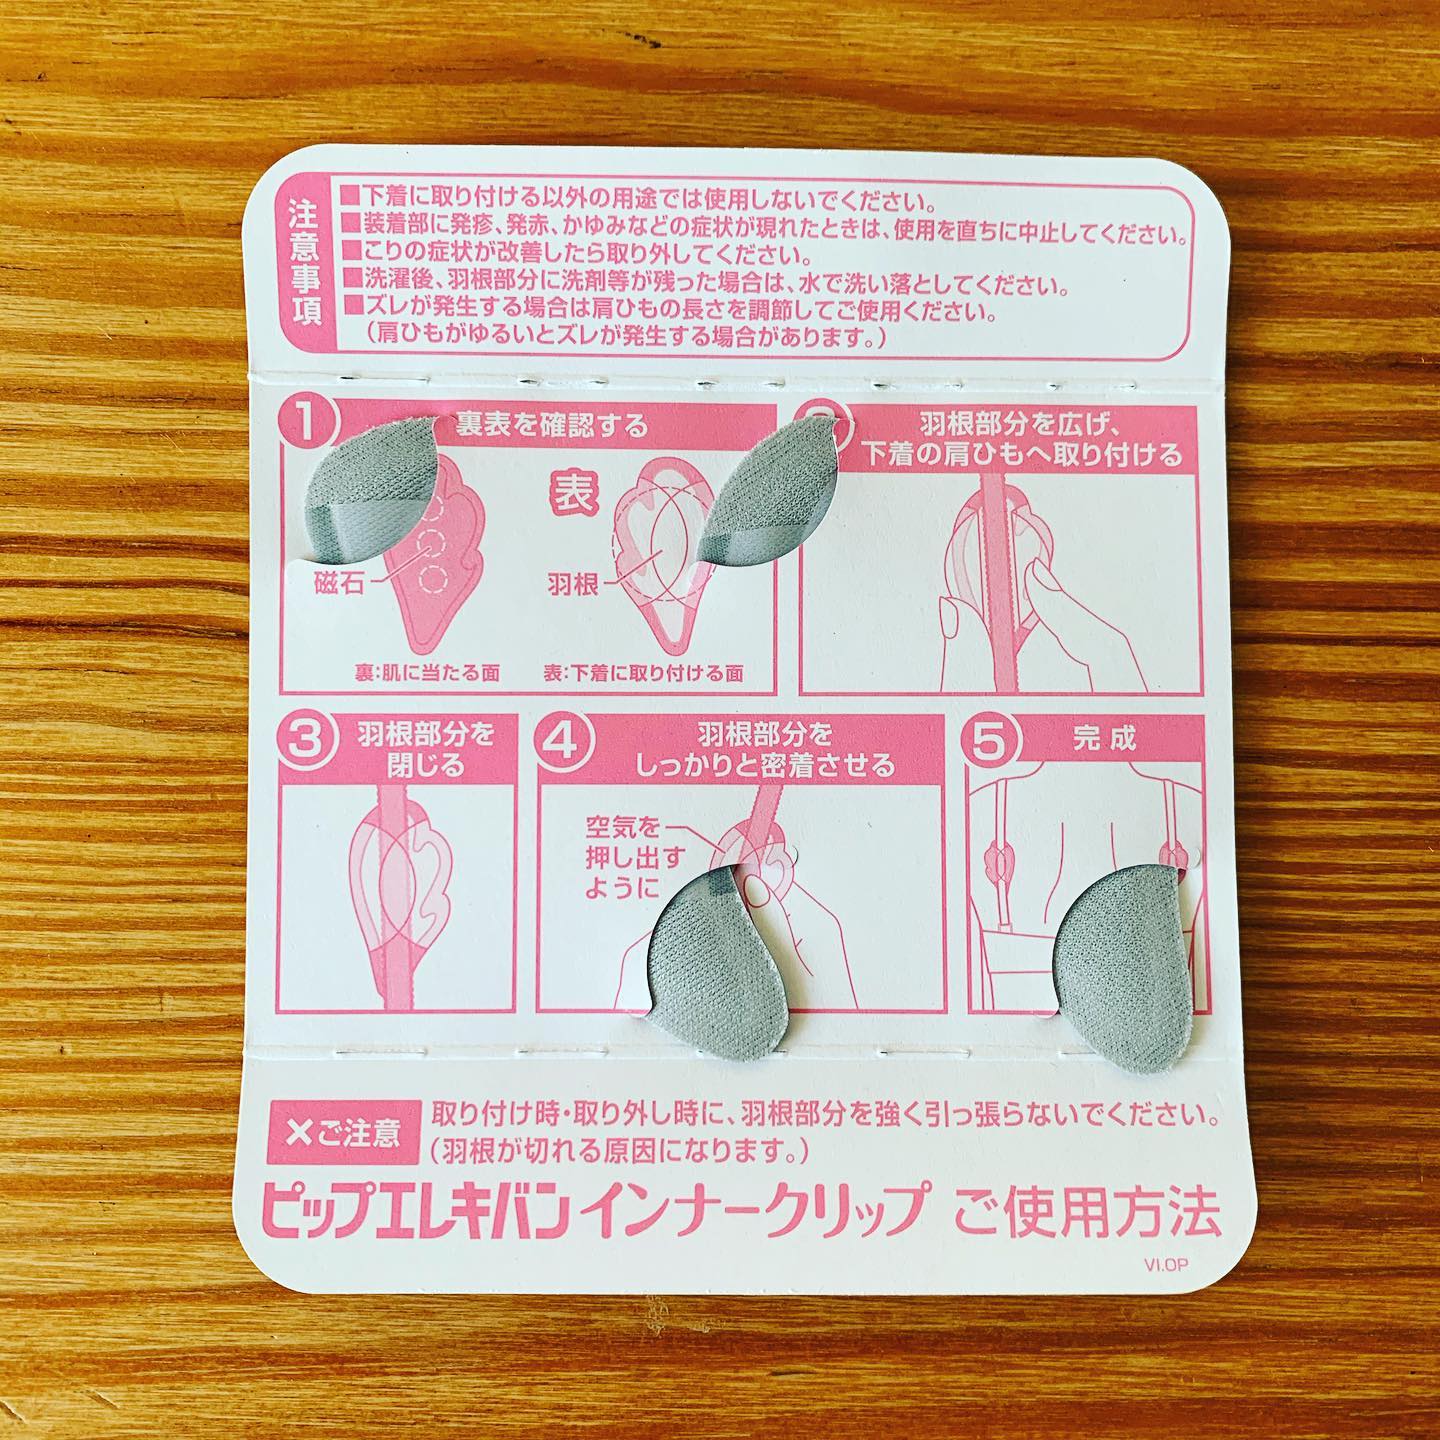 注意事項
■下着に取り付ける以外の用途では使用しないでください。
■装着部に発疹、発赤、かゆみなどの症状が現れたときは、使用を直ちに中止してください。
■こりの症状が改善したら取り外してください。
■洗濯後、羽根部分に洗剤等が残った場合は、水で洗い落としてください。
■ズレが発生する場合は肩ひもの長さを調節してご使用ください。
（肩ひもがゆるいとズレが発生する場合があります。）
1 裏表を確認する
表
磁石
羽根
裏：肌に当たる面
表：下着に取り付ける面
羽根部分を広げ、
下着の肩ひもへ取り付ける
3 羽根部分を
閉じる
4 羽根部分を
しっかりと密着させる
空気を
押し出す
ように
5 完成
×ご注意
取り付け時・取り外し時に、羽根部分を強く引っ張らないでください。
（羽根が切れる原因になります。）
ピップエレキバン インナークリップ ご使用方法
VI.OP